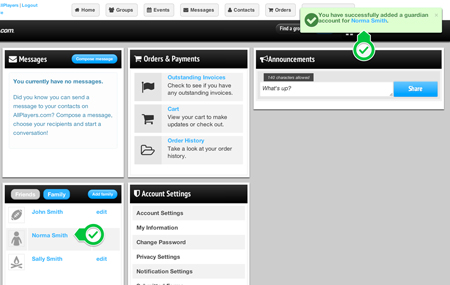 AllPlayers | Logout
Home
Groups
Events
Messages
Contacts
Orders
You have successfully added a guardian
account for Norma Smith.
.com
Find a gr
Messages
Compose message
You currently have no messages.
Did you know you can send a
message to your contacts on
AllPlayers.com? Compose a message,
choose your recipients and start a
conversation!
Orders & Payments
Outstanding Invoices
Check to see if you have
any outstanding invoices.
Cart
View your cart to make
updates or check out.
Order History
Take a look at your order
history.
Announcements
140 characters allowed
What's up?
Share
Friends
Family
Add family
John Smith
edit
Norma Smith
Sally Smith
edit
Account Settings
Account Settings
My Information
Change Password
Privacy Settings
Notification Settings